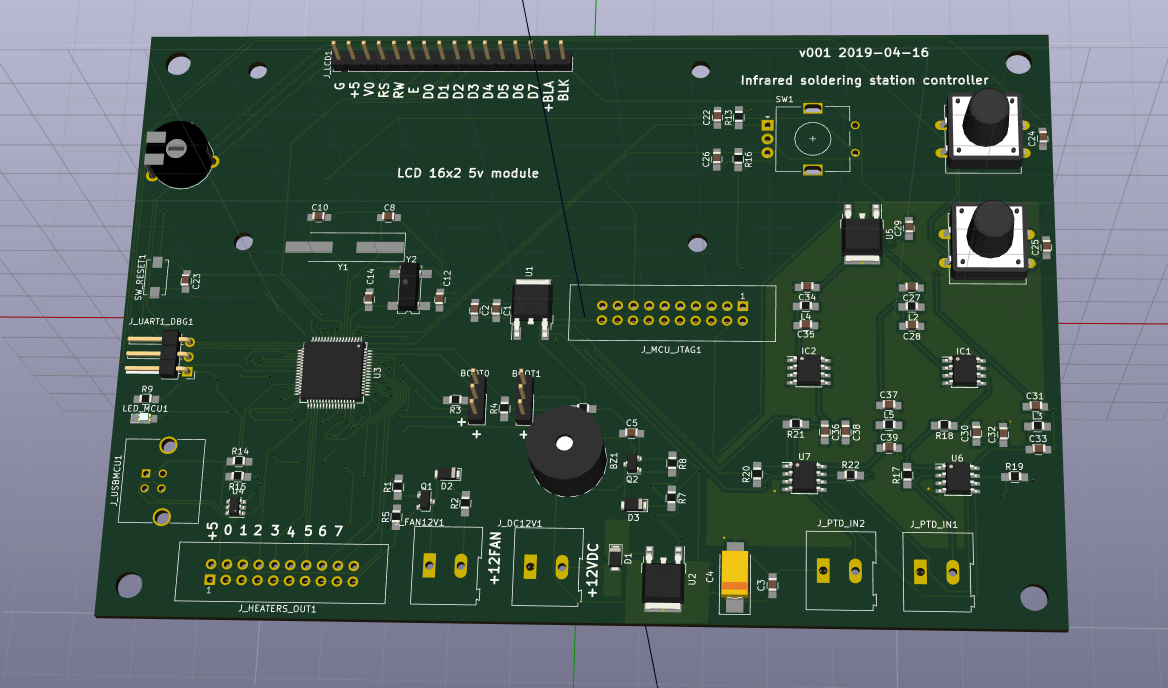 v001 2019-04-16
Infrared soldering station controller
J_LCD1
G +5 V0 RS RW E D0 D1 D2 D3 D4 D5 D6 D7 +BLA BLK
SW1
C22 R13
C24
C26 R16
LCD 16x2 5v module
C10 C8
U5 C29
C25
Y1
Y2
SW_RESET1
C23
C14 C12
U1
C2 C1
1
J_MCU_JTAG1
C34
L4
C35
C27
L2
C28
J_UART1_DBG1
U3
IC2
IC1
BOOT0 BOOT1
R9
LED_MCU1
R3 R4
+ + +
C37
L5
C39
C31
L3
C33
R21 C36 C38
R18 C30 C32
C5
BZ1
Q2
R8
R7
D3
J_USBMCU1
R14
R15
U4
R1
R5
Q1
D2
R2
R20 U7 R22
R17 U6 R19
+5 0 1 2 3 4 5 6 7
1
J_HEATERS_OUT1
FAN12V1
+12FAN
J_DC12V1
+12VDC
D1
U2
C4
C3
J_PTD_IN2
J_PTD_IN1